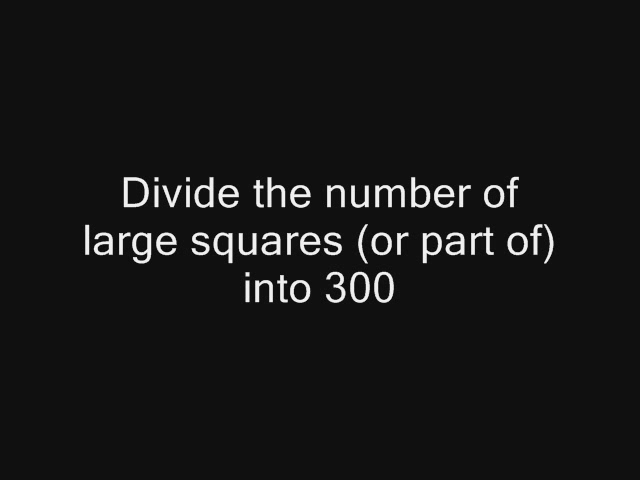 Divide the number of
large squares (or part of)
into 300